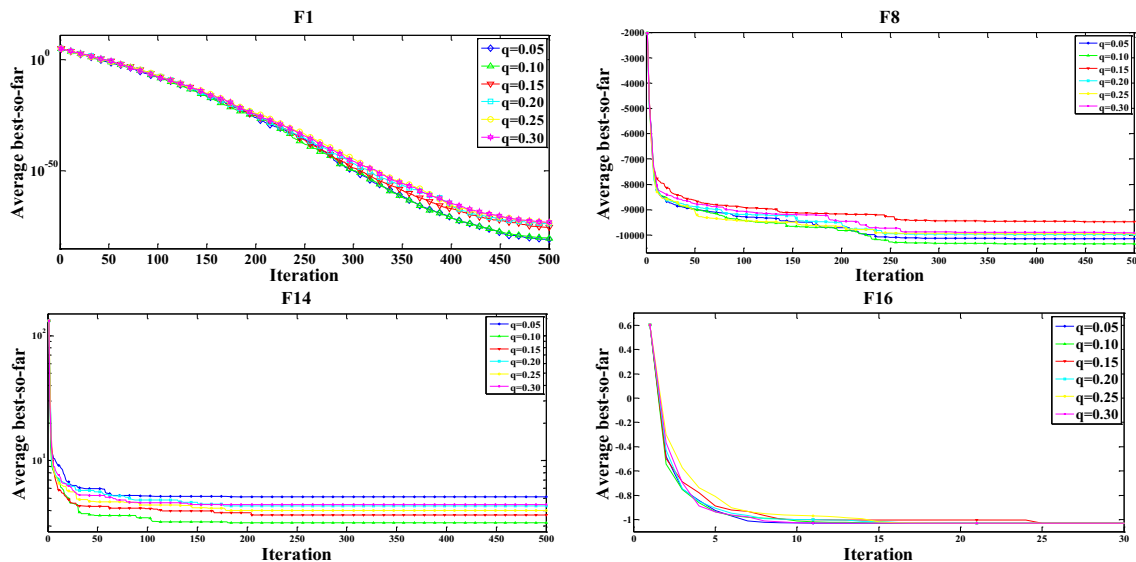 F1
Average best-so-far
10^0
10^-50
0 50 100 150 200 250 300 350 400 450 500
Iteration
q=0.05
q=0.10
q=0.15
q=0.20
q=0.25
q=0.30
F8
Average best-so-far
-2000
-3000
-4000
-5000
-6000
-7000
-8000
-9000
-10000
0 50 100 150 200 250 300 350 400 450 500
Iteration
q=0.05
q=0.10
q=0.15
q=0.20
q=0.25
q=0.30
F14
Average best-so-far
10^2
10^1
0 50 100 150 200 250 300 350 400 450 500
Iteration
q=0.05
q=0.10
q=0.15
q=0.20
q=0.25
q=0.30
F16
Average best-so-far
0.6
0.4
0.2
0
-0.2
-0.4
-0.6
-0.8
-1
0 5 10 15 20 25 30
Iteration
q=0.05
q=0.10
q=0.15
q=0.20
q=0.25
q=0.30